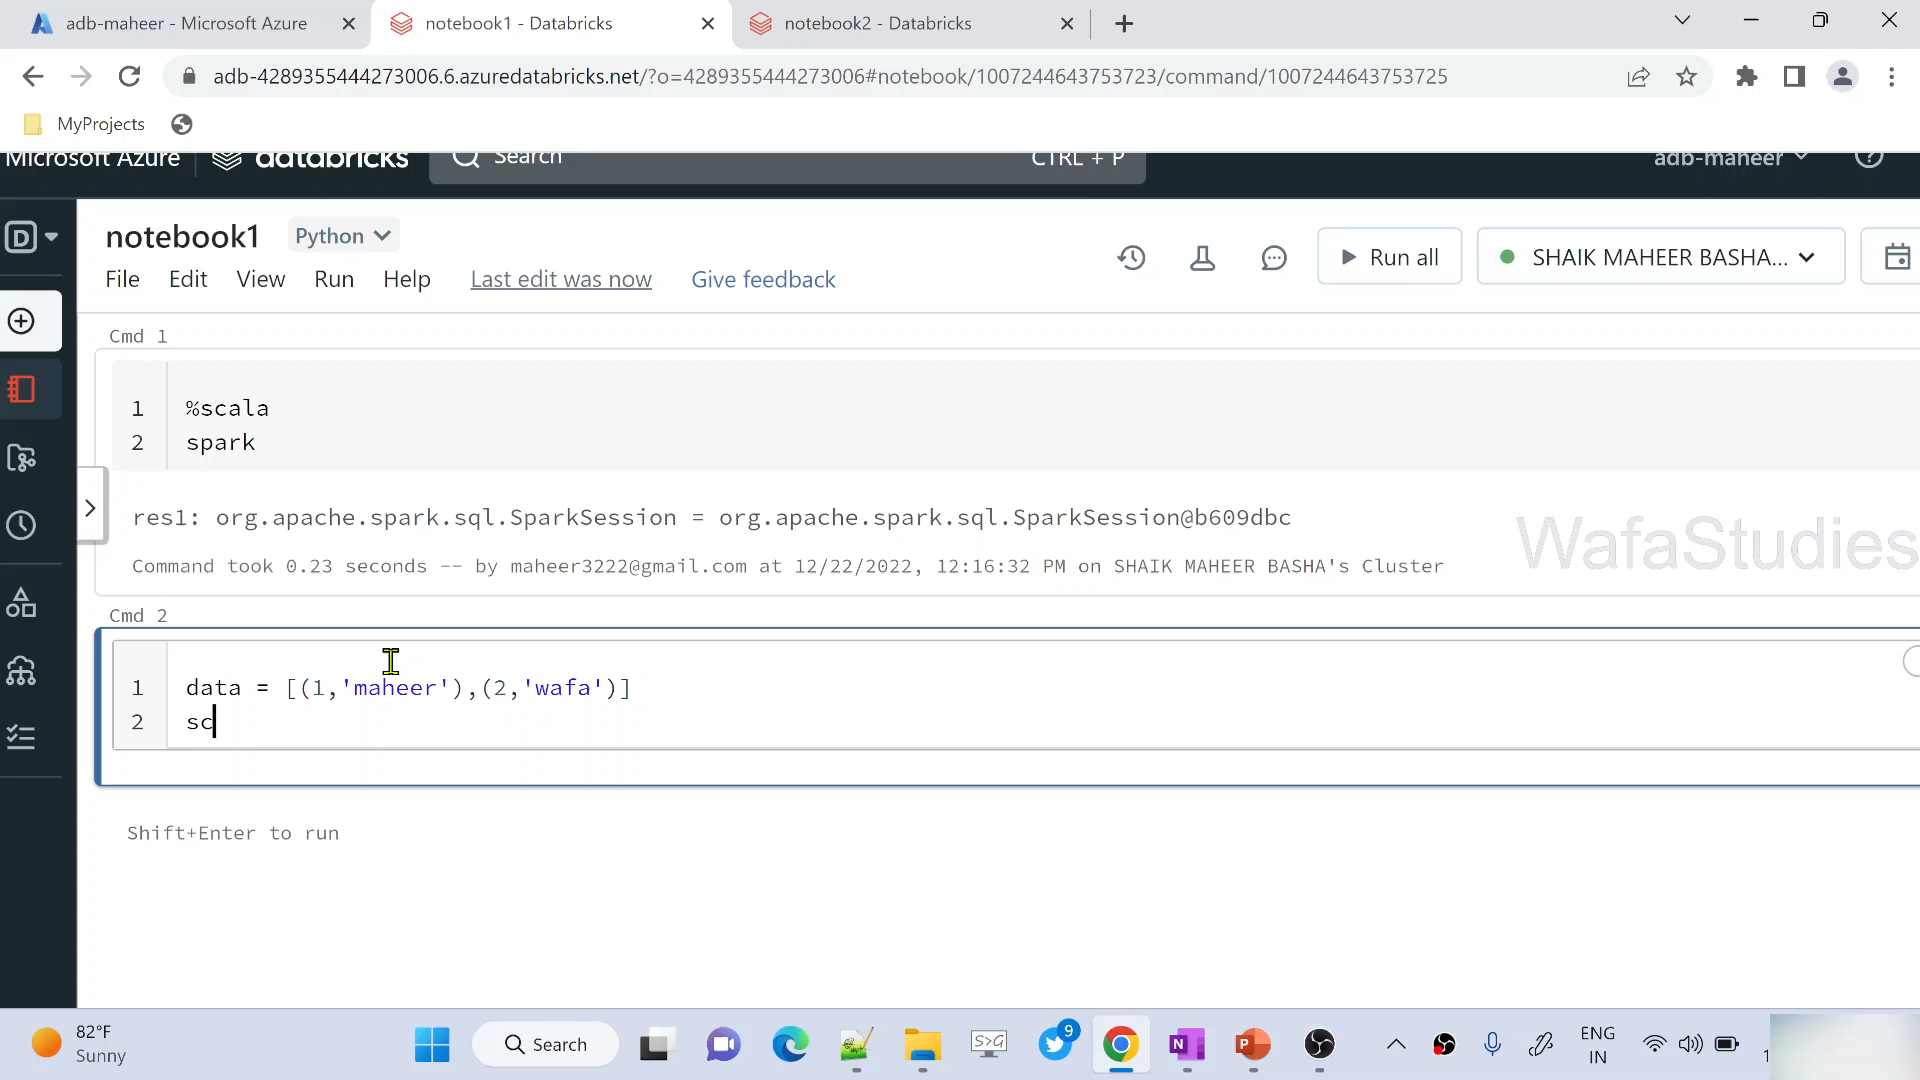 adb-maheer - Microsoft Azure
notebook1 - Databricks
notebook2 - Databricks
adb-4289355444273006.6.azuredatabricks.net/?o=4289355444273006#notebook/1007244643753723/command/1007244643753725
MyProjects
Microsoft Azure
databricks
Search
CTRL + P
adb-maheer
notebook1
Python
File Edit View Run Help Last edit was now Give feedback
Run all
SHAIK MAHEER BASHA...
Cmd 1
1 %scala
2 spark
res1: org.apache.spark.sql.SparkSession = org.apache.spark.sql.SparkSession@b609dbc
WafaStudies
Command took 0.23 seconds -- by maheer3222@gmail.com at 12/22/2022, 12:16:32 PM on SHAIK MAHEER BASHA's Cluster
Cmd 2
1 data = [(1,'maheer'),(2,'wafa')]
2 sc
Shift+Enter to run
82°F
Sunny
Search
S>G
9
ENG
IN
1